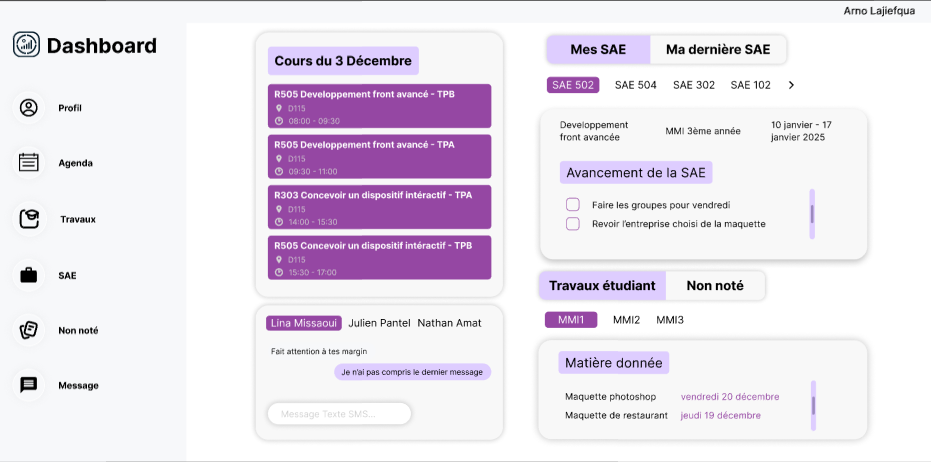 Arno Lajiefqua
Dashboard
Profil
Agenda
Travaux
SAE
Non noté
Message
Cours du 3 Décembre
R505 Developpement front avancé - TPB
D115
08:00 - 09:30
R505 Developpement front avancé - TPA
D115
09:30 - 11:00
R303 Concevoir un dispositif intéractif - TPA
D115
14:00 - 15:30
R505 Concevoir un dispositif intéractif - TPB
D115
15:30 - 17:00
Lina Missaoui Julien Pantel Nathan Amat
Fait attention à tes margin
Je n'ai pas compris le dernier message
Message Texte SMS...
Mes SAE Ma dernière SAE
SAE 502 SAE 504 SAE 302 SAE 102
Developpement
front avancée
MMI 3ème année
10 janvier - 17
janvier 2025
Avancement de la SAE
Faire les groupes pour vendredi
Revoir l'entreprise choisi de la maquette
Travaux étudiant Non noté
MMI1 MMI2 MMI3
Matière donnée
Maquette photoshop vendredi 20 décembre
Maquette de restaurant jeudi 19 décembre